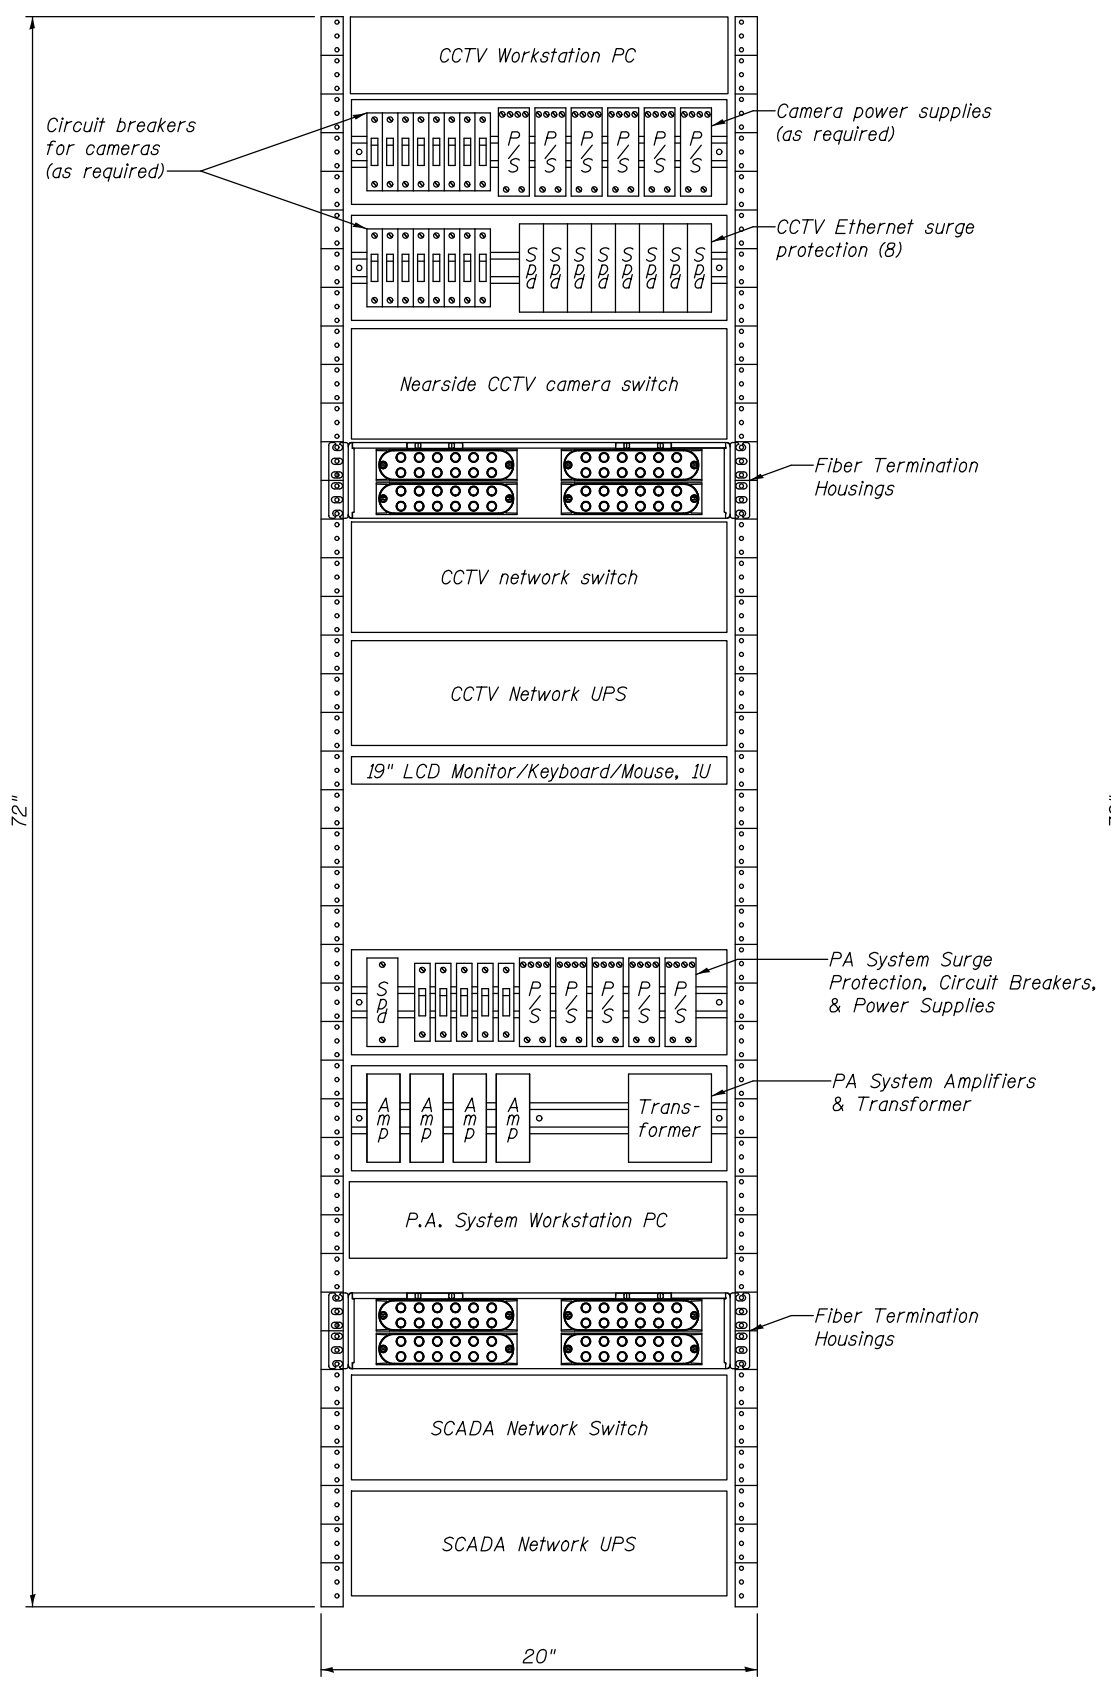 CCTV Workstation PC
Circuit breakers
for cameras
(as required)
Camera power supplies
(as required)
P/S P/S P/S P/S P/S P/S
CCTV Ethernet surge
protection (8)
Spd Spd Spd Spd Spd Spd Spd Spd
Nearside CCTV camera switch
Fiber Termination
Housings
CCTV network switch
CCTV Network UPS
19" LCD Monitor/Keyboard/Mouse, 1U
72"
PA System Surge
Protection, Circuit Breakers,
& Power Supplies
Spd P/S P/S P/S P/S P/S
PA System Amplifiers
& Transformer
Amp Amp Amp Amp
Trans-
former
P.A. System Workstation PC
Fiber Termination
Housings
SCADA Network Switch
SCADA Network UPS
20"